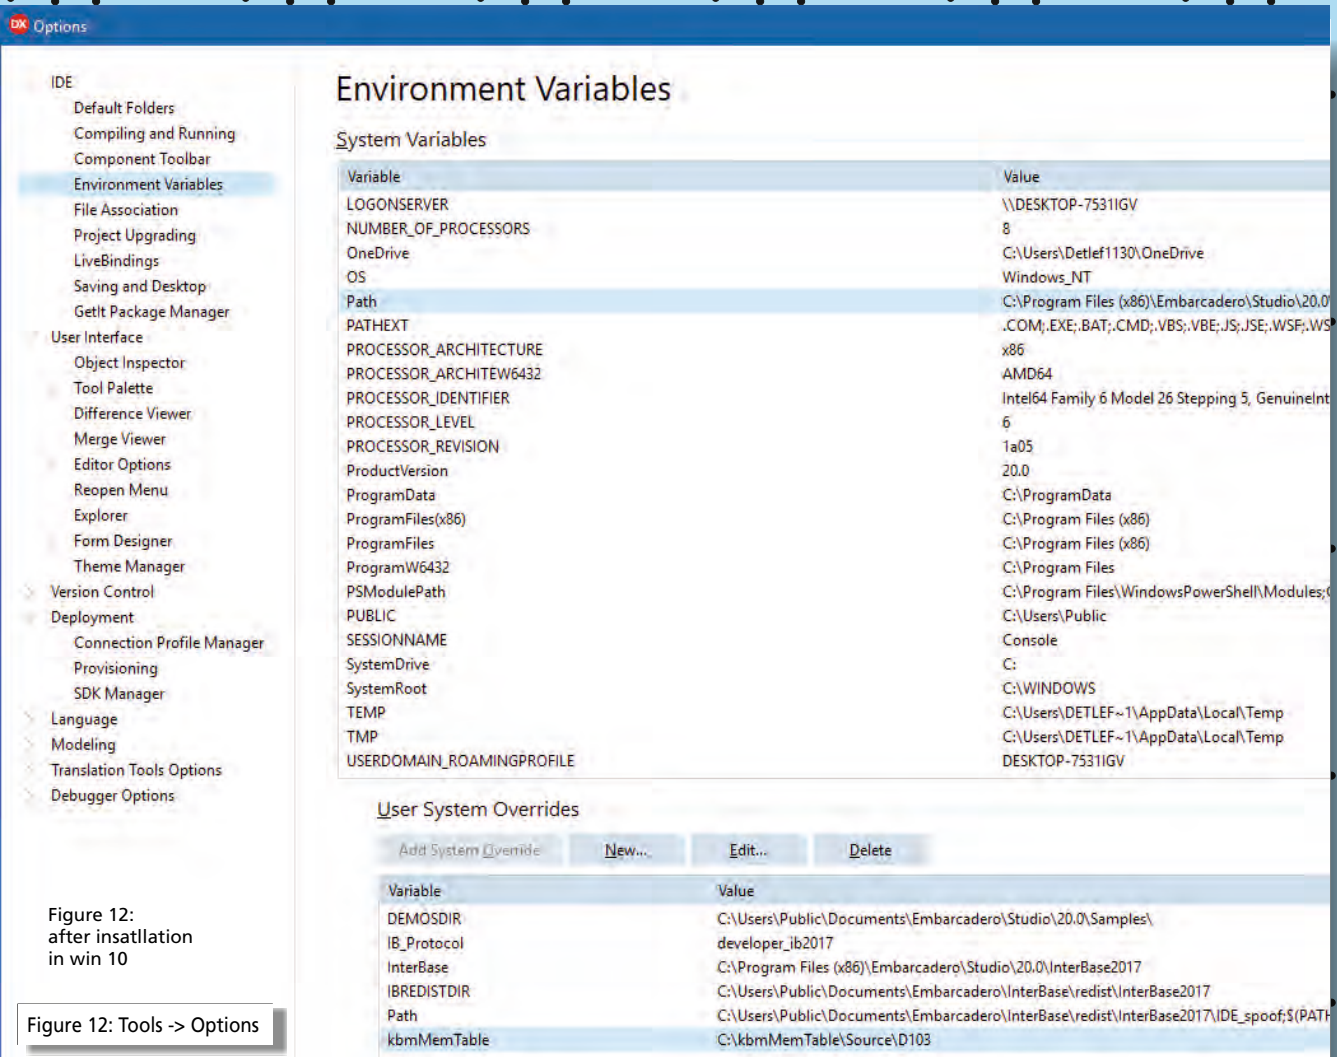 DX Options
IDE
Default Folders
Compiling and Running
Component Toolbar
Environment Variables
File Association
Project Upgrading
LiveBindings
Saving and Desktop
GetIt Package Manager
User Interface
Object Inspector
Tool Palette
Difference Viewer
Merge Viewer
Editor Options
Reopen Menu
Explorer
Form Designer
Theme Manager
Version Control
Deployment
Connection Profile Manager
Provisioning
SDK Manager
Language
Modeling
Translation Tools Options
Debugger Options
Figure 12:
after insatllation
in win 10
Figure 12: Tools -> Options
Environment Variables
System Variables
Variable Value
LOGONSERVER \\DESKTOP-7531IGV
NUMBER_OF_PROCESSORS 8
OneDrive C:\Users\Detlef1130\OneDrive
OS Windows_NT
Path C:\Program Files (x86)\Embarcadero\Studio\20.0\
PATHEXT .COM;.EXE;.BAT;.CMD;.VBS;.VBE;.JS;.JSE;.WSF;.WS
PROCESSOR_ARCHITECTURE x86
PROCESSOR_ARCHITEW6432 AMD64
PROCESSOR_IDENTIFIER Intel64 Family 6 Model 26 Stepping 5, GenuineInt
PROCESSOR_LEVEL 6
PROCESSOR_REVISION 1a05
ProductVersion 20.0
ProgramData C:\ProgramData
ProgramFiles(x86) C:\Program Files (x86)
ProgramFiles C:\Program Files (x86)
ProgramW6432 C:\Program Files
PSModulePath C:\Program Files\WindowsPowerShell\Modules;C
PUBLIC C:\Users\Public
SESSIONNAME Console
SystemDrive C:
SystemRoot C:\WINDOWS
TEMP C:\Users\DETLEF~1\AppData\Local\Temp
TMP C:\Users\DETLEF~1\AppData\Local\Temp
USERDOMAIN_ROAMINGPROFILE DESKTOP-7531IGV
User System Overrides
Add System Override New... Edit... Delete
Variable Value
DEMOSDIR C:\Users\Public\Documents\Embarcadero\Studio\20.0\Samples\
IB_Protocol developer_ib2017
InterBase C:\Program Files (x86)\Embarcadero\Studio\20.0\InterBase2017
IBREDISTDIR C:\Users\Public\Documents\Embarcadero\InterBase\redist\InterBase2017
Path C:\Users\Public\Documents\Embarcadero\InterBase\redist\InterBase2017\IDE_spoof;$(PATH
kbmMemTable C:\kbmMemTable\Source\D103